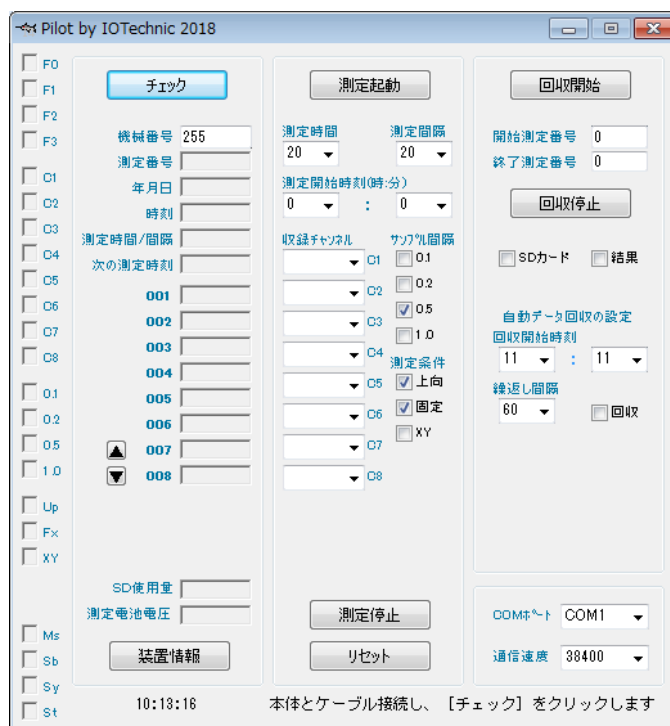 Pilot by IOTechnic 2018
F0
F1
F2
F3
C1
C2
C3
C4
C5
C6
C7
C8
0.1
0.2
0.5
1.0
Up
Fx
XY
Ms
Sb
Sy
St
チェック
機械番号 255
測定番号
年月日
時刻
測定時間/間隔
次の測定時刻
001
002
003
004
005
006
007
008
SD使用量
測定電池電圧
装置情報
10:13:16
測定起動
測定時間 測定間隔
20 20
測定開始時刻(時:分)
0 : 0
収録チャンネル サンプル間隔
C1 0.1
C2 0.2
C3 0.5
C4 1.0
測定条件
C5 上向
C6 固定
C7 XY
C8
測定停止
リセット
回収開始
開始測定番号 0
終了測定番号 0
回収停止
SDカード 結果
自動データ回収の設定
回収開始時刻
11 : 11
繰返し間隔
60 回収
COMポート COM1
通信速度 38400
本体とケーブル接続し、［チェック］をクリックします